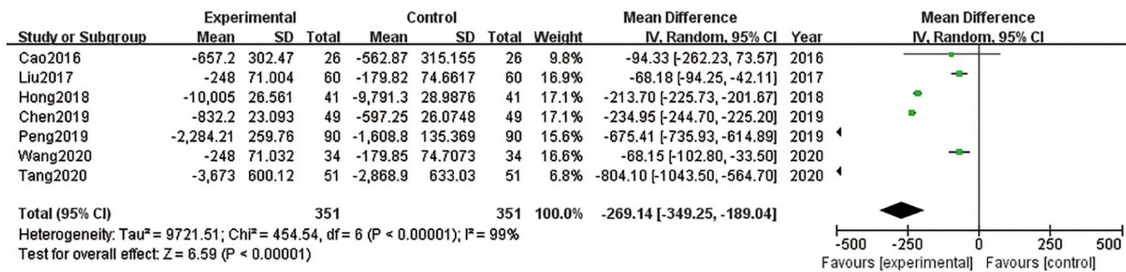 Experimental Control Mean Difference Mean Difference
Study or Subgroup Mean SD Total Mean SD Total Weight IV, Random, 95% CI Year IV, Random, 95% CI
Cao2016 -657.2 302.47 26 -562.87 315.155 26 9.8% -94.33 [-262.23, 73.57] 2016
Liu2017 -248 71.004 60 -179.82 74.6617 60 16.9% -68.18 [-94.25, -42.11] 2017
Hong2018 -10,005 26.561 41 -9,791.3 28.9876 41 17.1% -213.70 [-225.73, -201.67] 2018
Chen2019 -832.2 23.093 49 -597.25 26.0748 49 17.1% -234.95 [-244.70, -225.20] 2019
Peng2019 -2,284.21 259.76 90 -1,608.8 135.369 90 15.6% -675.41 [-735.93, -614.89] 2019
Wang2020 -248 71.032 34 -179.85 74.7073 34 16.6% -68.15 [-102.80, -33.50] 2020
Tang2020 -3,673 600.12 51 -2,868.9 633.03 51 6.8% -804.10 [-1043.50, -564.70] 2020
Total (95% CI) 351 351 100.0% -269.14 [-349.25, -189.04]
Heterogeneity: Tau² = 9721.51; Chi² = 454.54, df = 6 (P < 0.00001); I² = 99%
Test for overall effect: Z = 6.59 (P < 0.00001)
-500 -250 0 250 500
Favours [experimental] Favours [control]